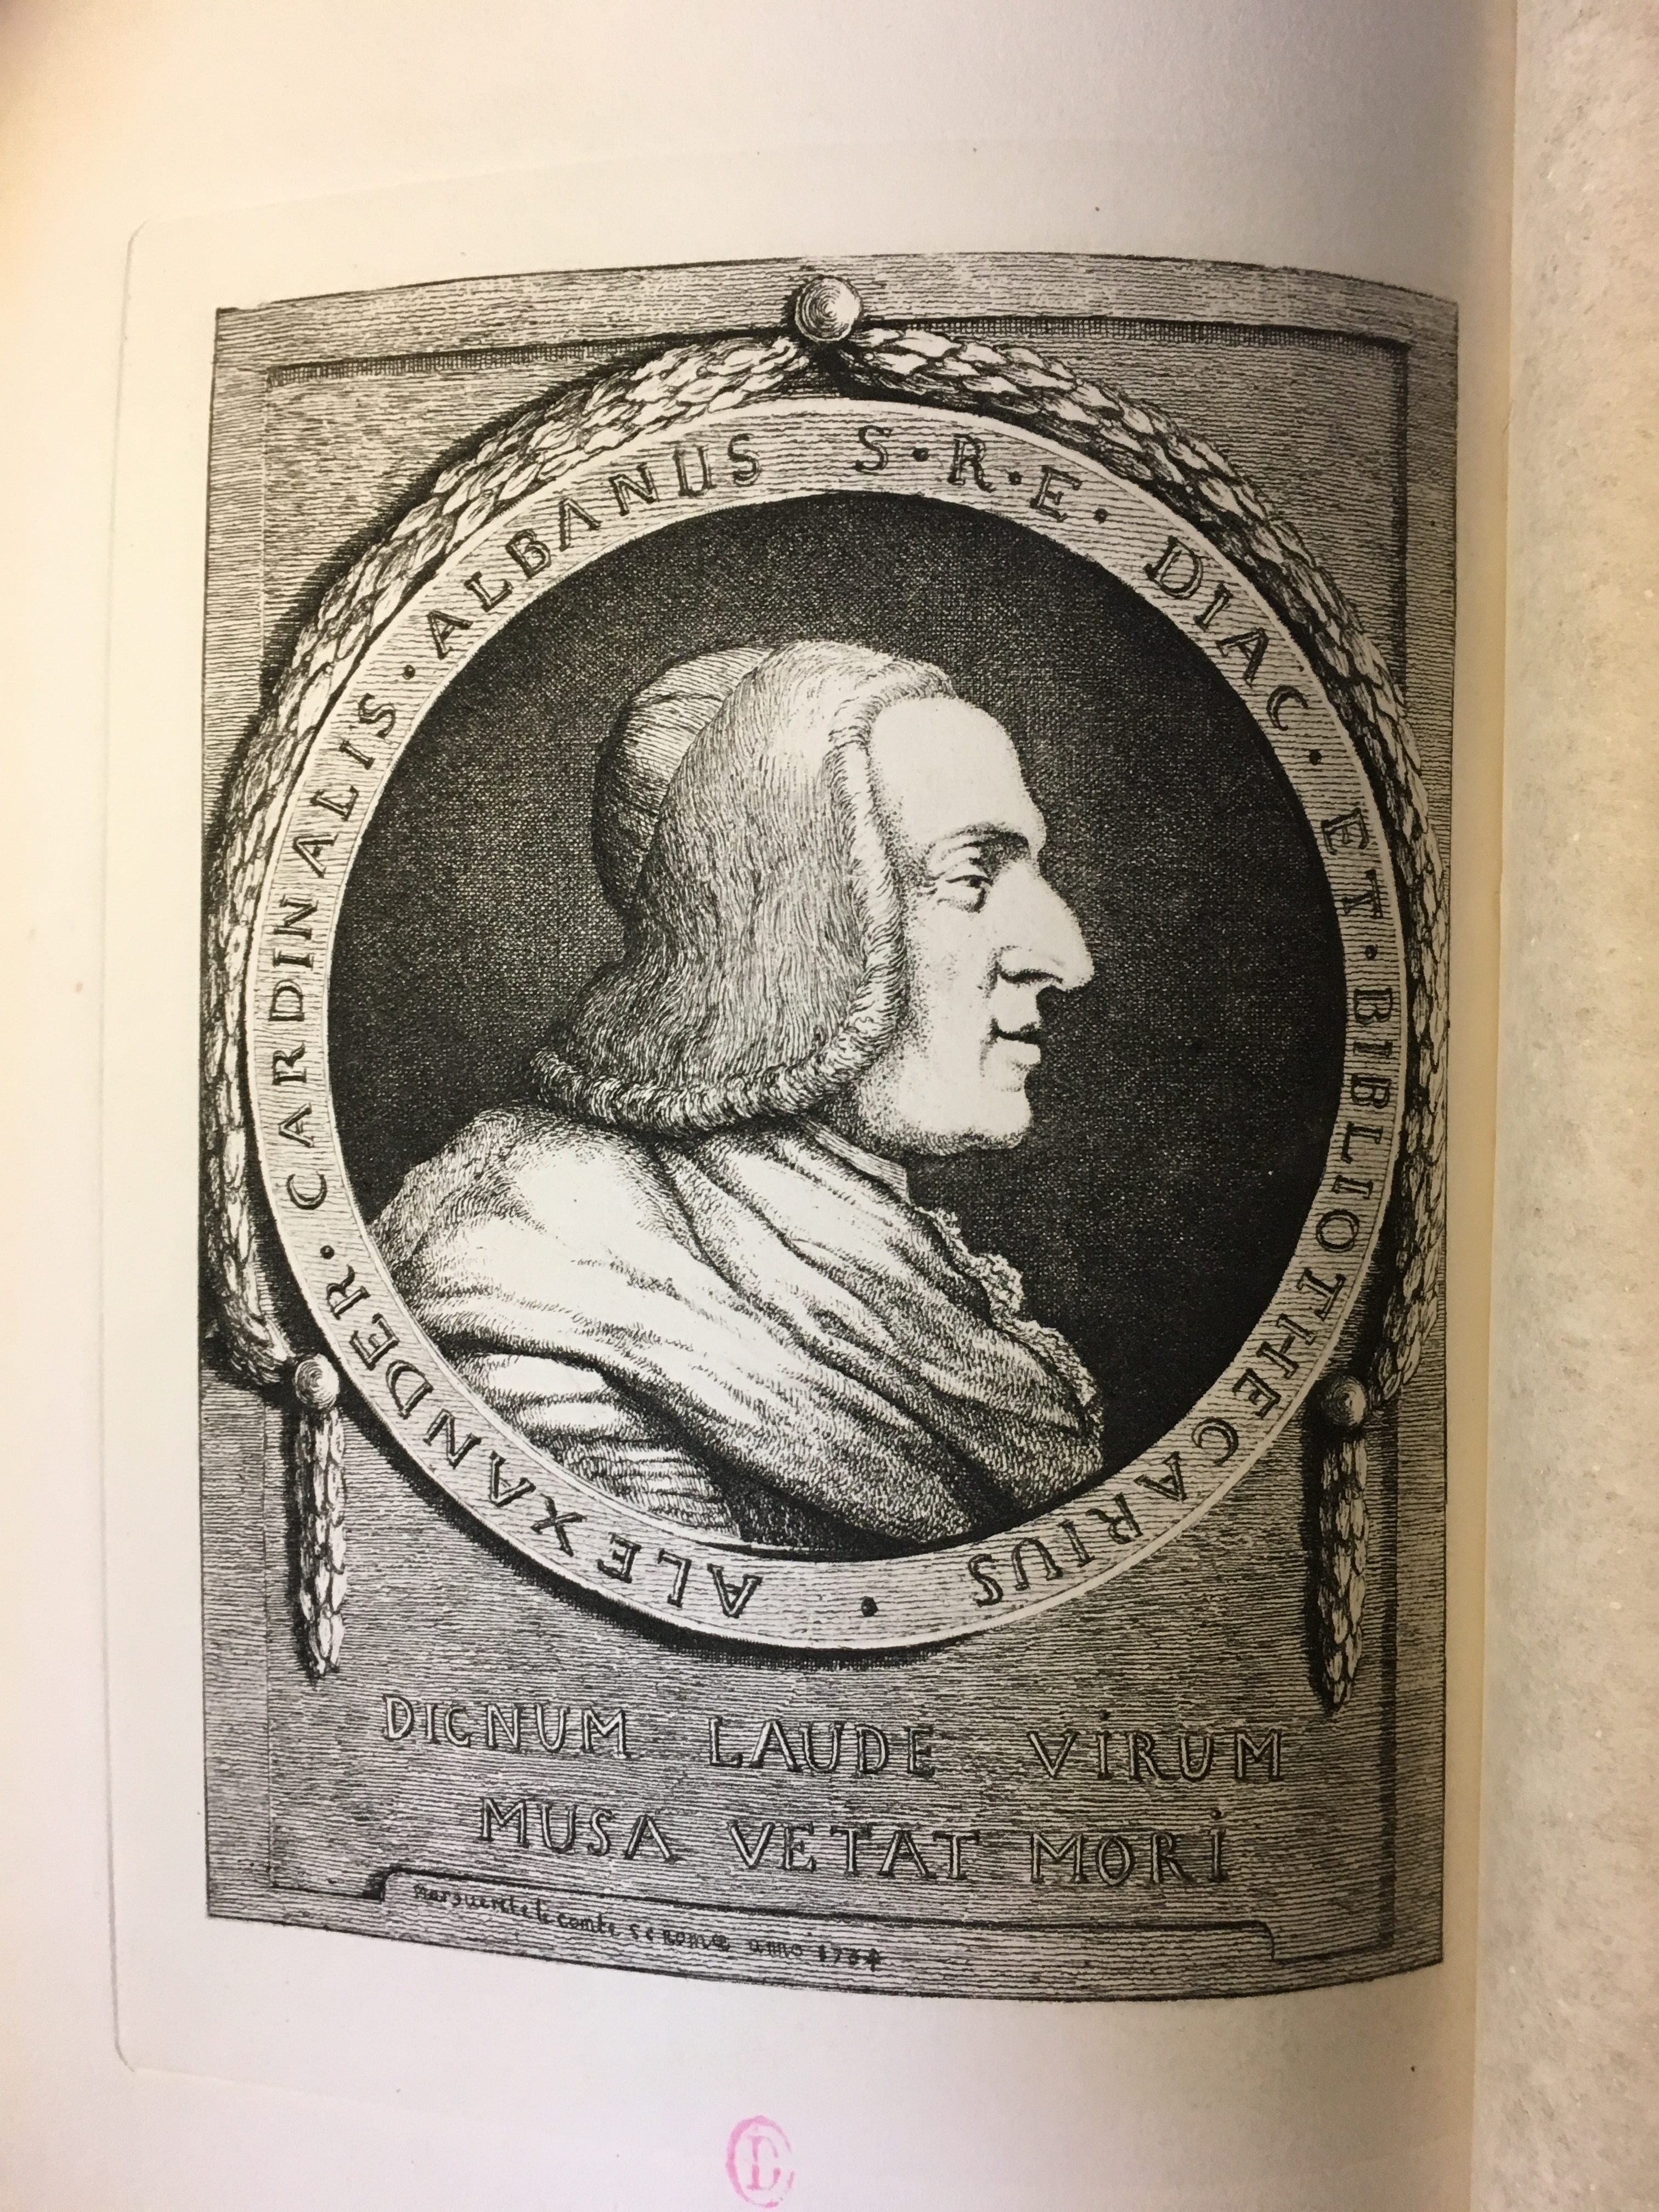 ALEXANDER · CARDINALIS · ALBANUS S · R · E · DIAC · ET · BIBLIOTHECARIUS ·
DIGNUM LAUDE VIRUM
MUSA VETAT MORI